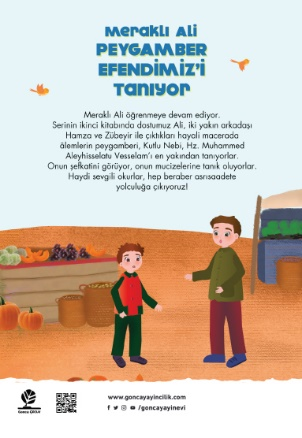 Meraklı Ali
PEYGAMBER
EFENDİMİZ'İ
Tanıyor
Meraklı Ali öğrenmeye devam ediyor.
Serinin ikinci kitabında dostumuz Ali, iki yakın arkadaşı
Hamza ve Zübeyir ile çıktıkları hayali macerada
âlemlerin peygamberi, Kutlu Nebi, Hz. Muhammed
Aleyhisselatu Vesselam'ı en yakından tanıyorlar.
Onun şefkatini görüyor, onun mucizelerine tanık oluyorlar.
Haydi sevgili okurlar, hep beraber asrısaadete
yolculuğa çıkıyoruz!
www.goncayayincilik.com
/goncayayinevi